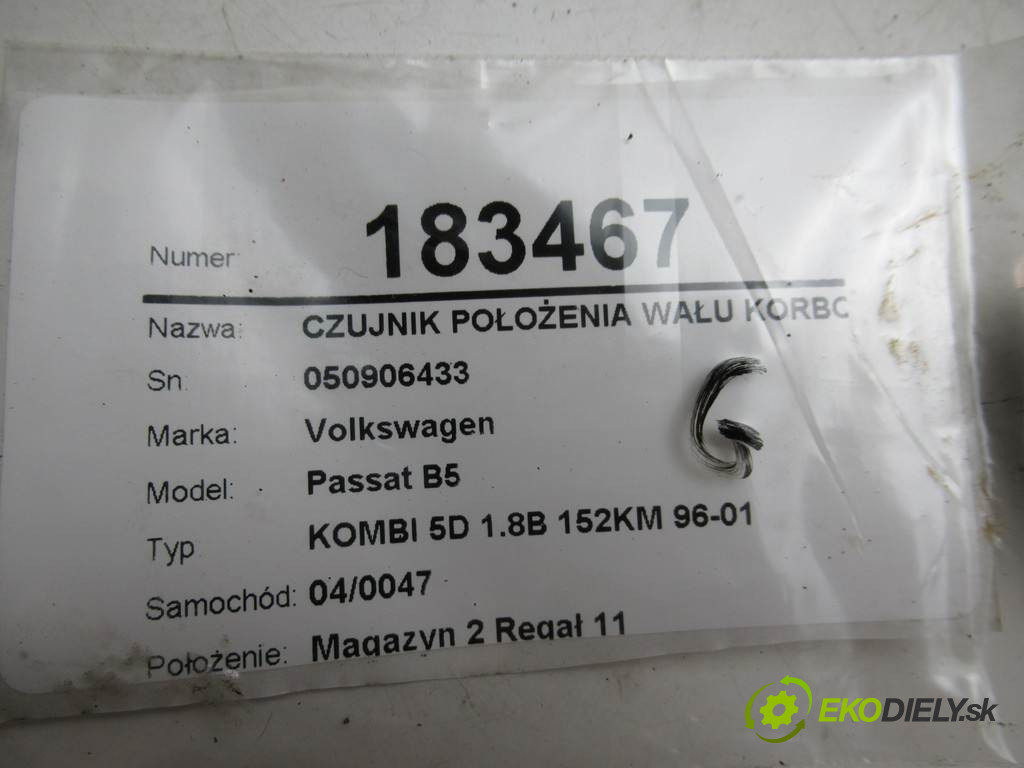 Numer: 183467
Nazwa: CZUJNIK POŁOŻENIA WAŁU KORBO
Sn 050906433
Marka: Volkswagen
Model: Passat B5
Typ KOMBI 5D 1.8B 152KM 96-01
Samochód: 04/0047
Położenie: Magazyn 2 Regał 11
G
EKODIELY.sk